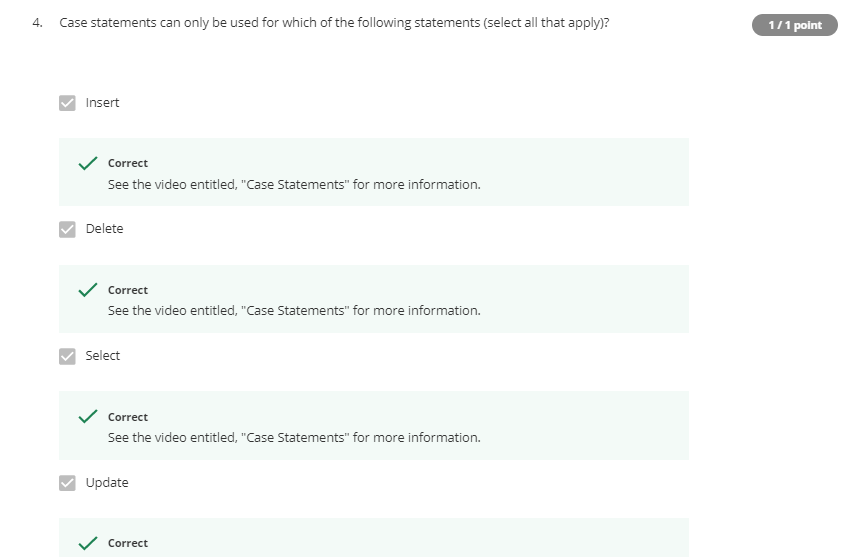 4. Case statements can only be used for which of the following statements (select all that apply)?
1 / 1 point
Insert
Correct
See the video entitled, "Case Statements" for more information.
Delete
Correct
See the video entitled, "Case Statements" for more information.
Select
Correct
See the video entitled, "Case Statements" for more information.
Update
Correct